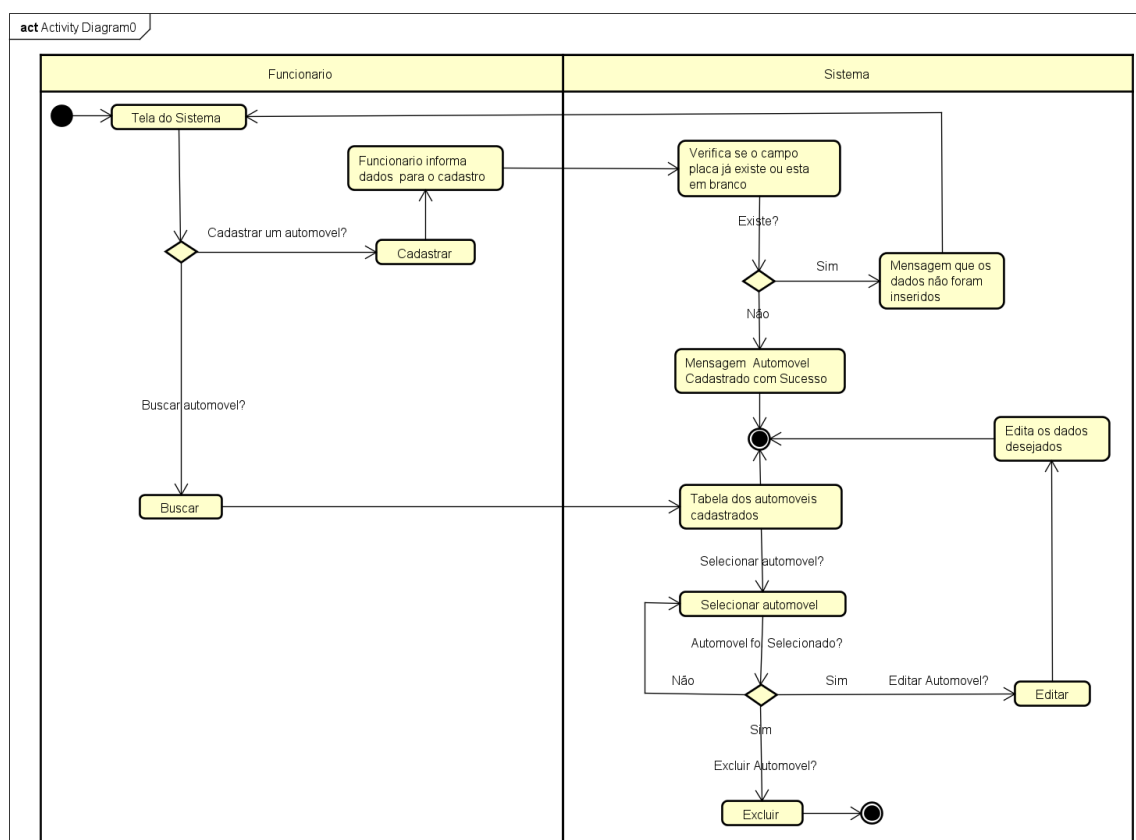 act Activity Diagram0
Funcionario
Sistema
Tela do Sistema
Funcionario informa
dados para o cadastro
Verifica se o campo
placa já existe ou esta
em branco
Cadastrar um automovel?
Cadastrar
Existe?
Sim
Mensagem que os
dados não foram
inseridos
Não
Mensagem Automovel
Cadastrado com Sucesso
Buscar automovel?
Edita os dados
desejados
Buscar
Tabela dos automoveis
cadastrados
Selecionar automovel?
Selecionar automovel
Automovel foi Selecionado?
Não
Sim
Editar Automovel?
Editar
Sim
Excluir Automovel?
Excluir